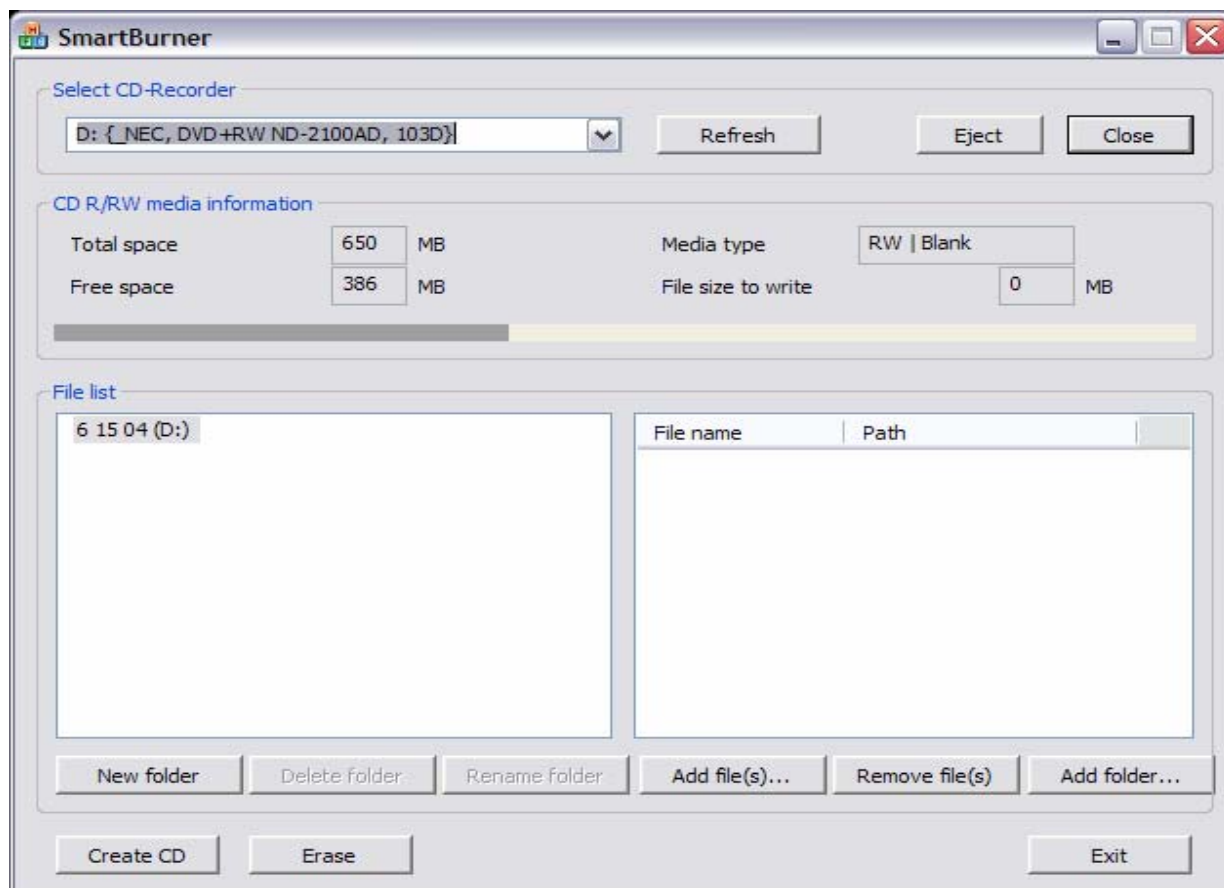 SmartBurner
Select CD-Recorder
D: {_NEC, DVD+RW ND-2100AD, 103D} Refresh Eject Close
CD R/RW media information
Total space 650 MB Media type RW | Blank
Free space 386 MB File size to write 0 MB
File list
6 15 04 (D:) File name Path
New folder Delete folder Rename folder Add file(s)... Remove file(s) Add folder...
Create CD Erase Exit